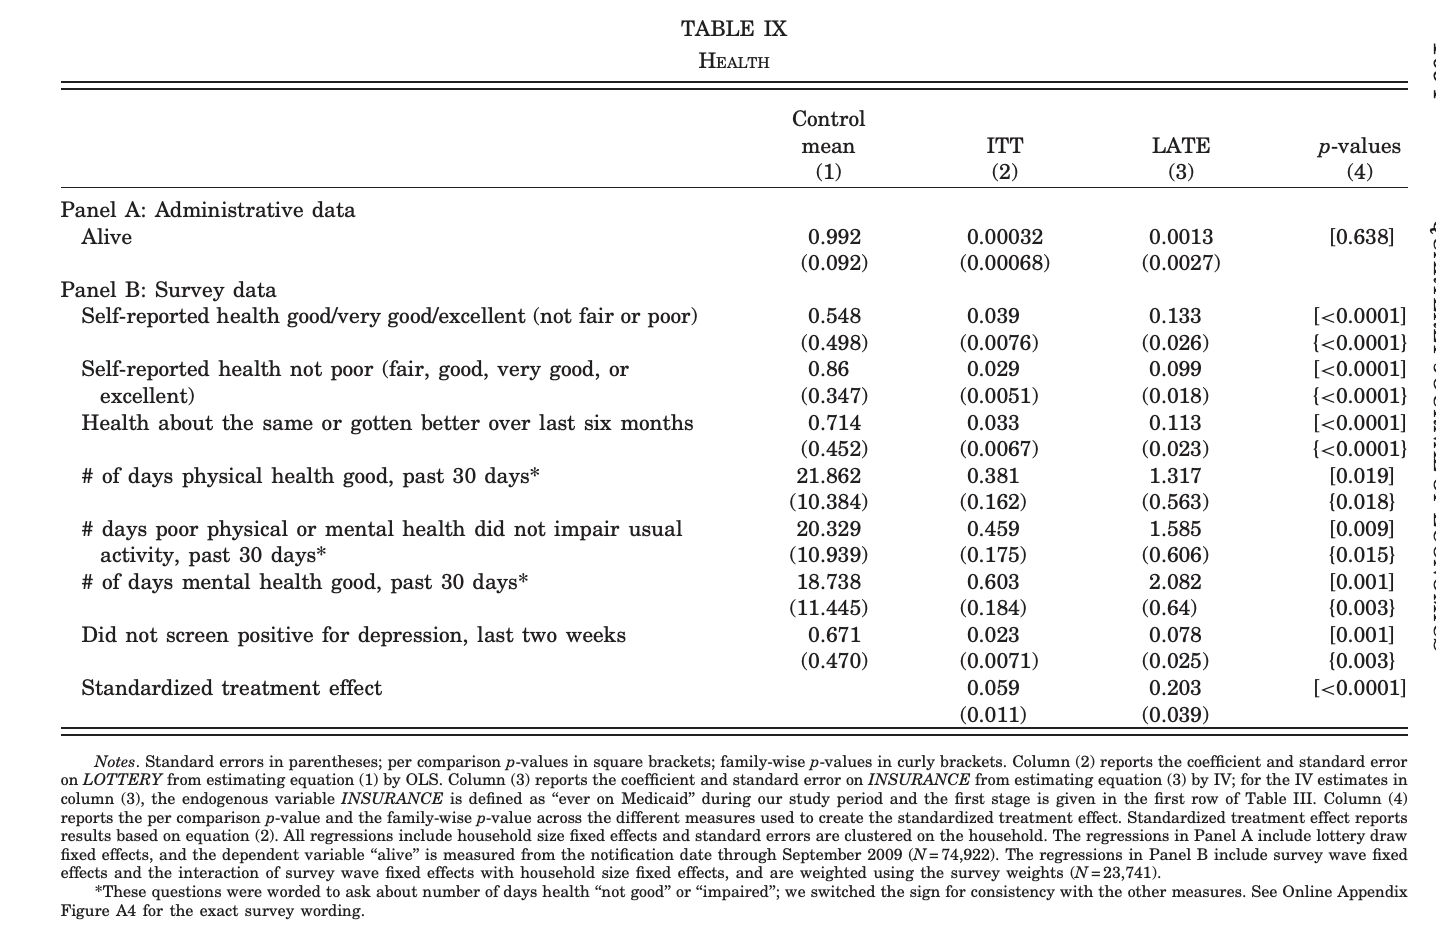 TABLE IX
HEALTH
Control
mean ITT LATE p-values
(1) (2) (3) (4)
Panel A: Administrative data
Alive 0.992 0.00032 0.0013 [0.638]
(0.092) (0.00068) (0.0027)
Panel B: Survey data
Self-reported health good/very good/excellent (not fair or poor) 0.548 0.039 0.133 [<0.0001]
(0.498) (0.0076) (0.026) {<0.0001}
Self-reported health not poor (fair, good, very good, or 0.86 0.029 0.099 [<0.0001]
excellent) (0.347) (0.0051) (0.018) {<0.0001}
Health about the same or gotten better over last six months 0.714 0.033 0.113 [<0.0001]
(0.452) (0.0067) (0.023) {<0.0001}
# of days physical health good, past 30 days* 21.862 0.381 1.317 [0.019]
(10.384) (0.162) (0.563) {0.018}
# days poor physical or mental health did not impair usual 20.329 0.459 1.585 [0.009]
activity, past 30 days* (10.939) (0.175) (0.606) {0.015}
# of days mental health good, past 30 days* 18.738 0.603 2.082 [0.001]
(11.445) (0.184) (0.64) {0.003}
Did not screen positive for depression, last two weeks 0.671 0.023 0.078 [0.001]
(0.470) (0.0071) (0.025) {0.003}
Standardized treatment effect 0.059 0.203 [<0.0001]
(0.011) (0.039)
Notes. Standard errors in parentheses; per comparison p-values in square brackets; family-wise p-values in curly brackets. Column (2) reports the coefficient and standard error
on LOTTERY from estimating equation (1) by OLS. Column (3) reports the coefficient and standard error on INSURANCE from estimating equation (3) by IV; for the IV estimates in
column (3), the endogenous variable INSURANCE is defined as “ever on Medicaid” during our study period and the first stage is given in the first row of Table III. Column (4)
reports the per comparison p-value and the family-wise p-value across the different measures used to create the standardized treatment effect. Standardized treatment effect reports
results based on equation (2). All regressions include household size fixed effects and standard errors are clustered on the household. The regressions in Panel A include lottery draw
fixed effects, and the dependent variable “alive” is measured from the notification date through September 2009 (N = 74,922). The regressions in Panel B include survey wave fixed
effects and the interaction of survey wave fixed effects with household size fixed effects, and are weighted using the survey weights (N = 23,741).
*These questions were worded to ask about number of days health “not good” or “impaired”; we switched the sign for consistency with the other measures. See Online Appendix
Figure A4 for the exact survey wording.